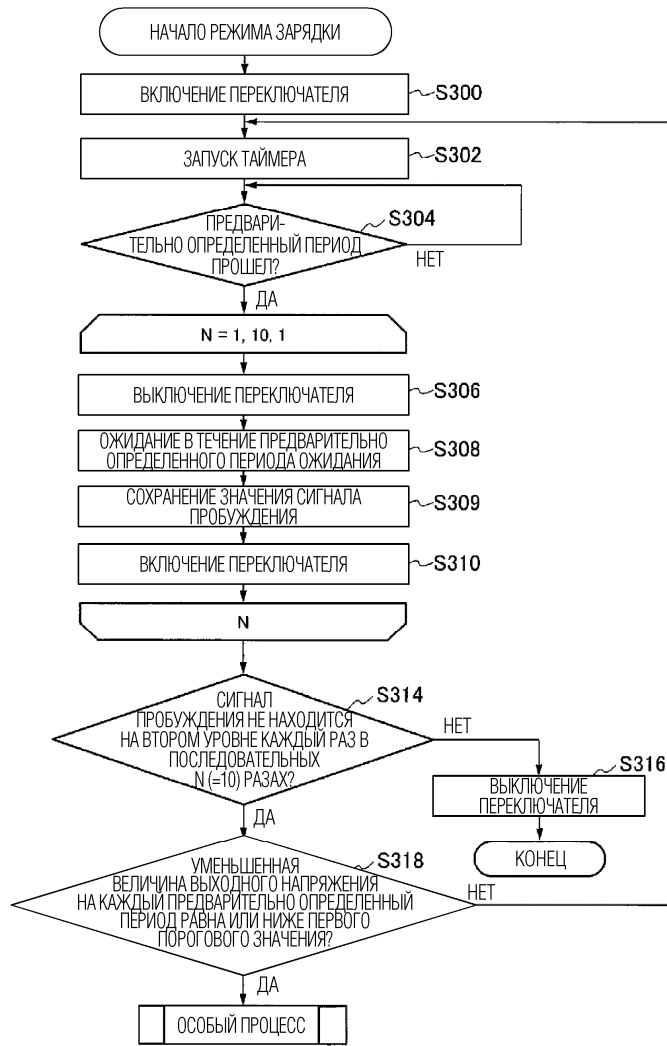 НАЧАЛО РЕЖИМА ЗАРЯДКИ
ВКЛЮЧЕНИЕ ПЕРЕКЛЮЧАТЕЛЯ
S300
ЗАПУСК ТАЙМЕРА
S302
S304
ПРЕДВАРИ-
ТЕЛЬНО ОПРЕДЕЛЕННЫЙ ПЕРИОД
ПРОШЕЛ?
НЕТ
ДА
N = 1, 10, 1
ВЫКЛЮЧЕНИЕ ПЕРЕКЛЮЧАТЕЛЯ
S306
ОЖИДАНИЕ В ТЕЧЕНИЕ ПРЕДВАРИТЕЛЬНО
ОПРЕДЕЛЕННОГО ПЕРИОДА ОЖИДАНИЯ
S308
СОХРАНЕНИЕ ЗНАЧЕНИЯ СИГНАЛА
ПРОБУЖДЕНИЯ
S309
ВКЛЮЧЕНИЕ ПЕРЕКЛЮЧАТЕЛЯ
S310
N
S314
СИГНАЛ
ПРОБУЖДЕНИЯ НЕ НАХОДИТСЯ
НА ВТОРОМ УРОВНЕ КАЖДЫЙ РАЗ В
ПОСЛЕДОВАТЕЛЬНЫХ
N (=10) РАЗАХ?
НЕТ
S316
ВЫКЛЮЧЕНИЕ
ПЕРЕКЛЮЧАТЕЛЯ
КОНЕЦ
ДА
S318
УМЕНЬШЕННАЯ
ВЕЛИЧИНА ВЫХОДНОГО НАПРЯЖЕНИЯ
НА КАЖДЫЙ ПРЕДВАРИТЕЛЬНО ОПРЕДЕЛЕННЫЙ
ПЕРИОД РАВНА ИЛИ НИЖЕ ПЕРВОГО
ПОРОГОВОГО ЗНАЧЕНИЯ?
НЕТ
ДА
ОСОБЫЙ ПРОЦЕСС